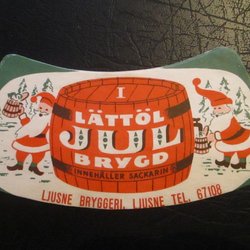 I
LÄTTÖL
JUL
BRYGD
INNEHÅLLER SACKARIN
LJUSNE BRYGGERI, LJUSNE TEL. 67108